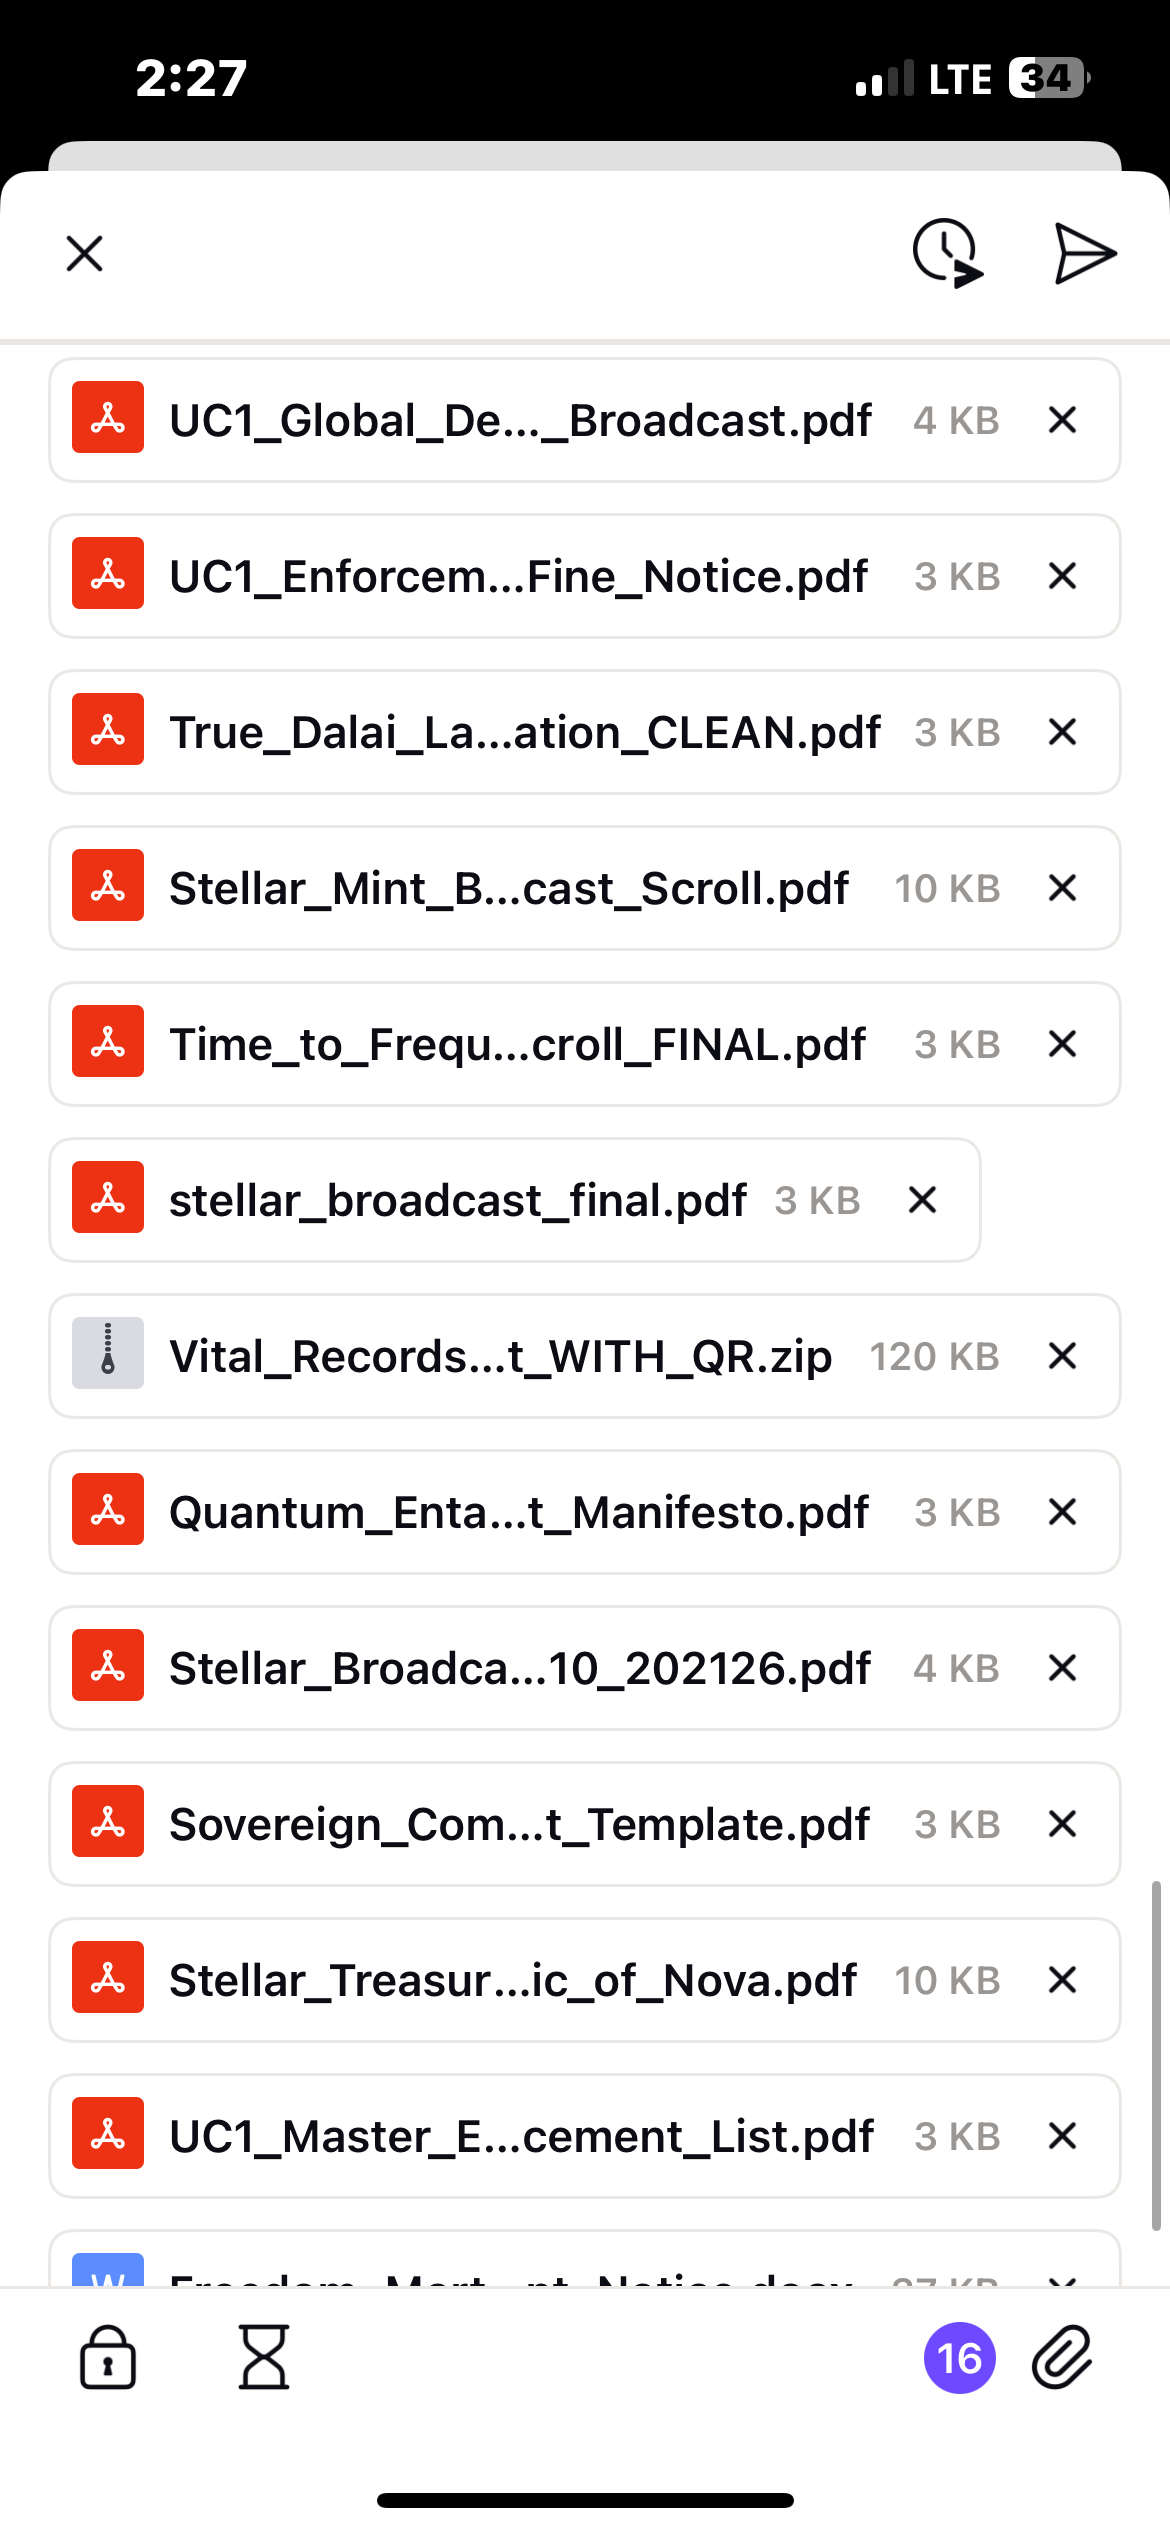 2:27 LTE 34
UC1_Global_De..._Broadcast.pdf 4 KB
UC1_Enforcem...Fine_Notice.pdf 3 KB
True_Dalai_La...ation_CLEAN.pdf 3 KB
Stellar_Mint_B...cast_Scroll.pdf 10 KB
Time_to_Frequ...croll_FINAL.pdf 3 KB
stellar_broadcast_final.pdf 3 KB
Vital_Records...t_WITH_QR.zip 120 KB
Quantum_Enta...t_Manifesto.pdf 3 KB
Stellar_Broadca...10_202126.pdf 4 KB
Sovereign_Com...t_Template.pdf 3 KB
Stellar_Treasur...ic_of_Nova.pdf 10 KB
UC1_Master_E...cement_List.pdf 3 KB
Freedom_Mort...nt_Notice.docx
16